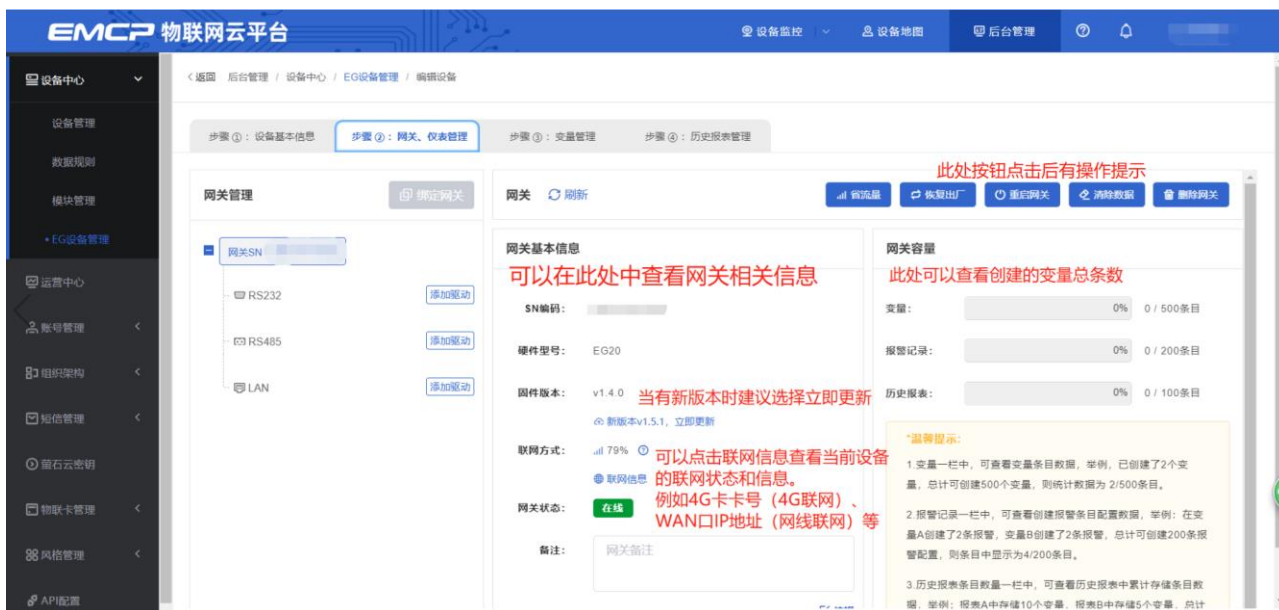 EMCP 物联网云平台
设备监控
设备地图
后台管理
设备中心
设备管理
数据规则
模块管理
EG设备管理
运营中心
账号管理
组织架构
短信管理
萤石云密钥
物联卡管理
风格管理
API配置
<返回 后台管理 / 设备中心 / EG设备管理 / 编辑设备
步骤①:设备基本信息
步骤②:网关、仪表管理
步骤③:变量管理
步骤④:历史报表管理
此处按钮点击后有操作提示
网关管理
绑定网关
网关SN
RS232
添加驱动
RS485
添加驱动
LAN
添加驱动
网关 刷新
省流量
恢复出厂
重启网关
清除数据
删除网关
网关基本信息
可以在此处中查看网关相关信息
SN编码:
硬件型号: EG20
固件版本: v1.4.0
当有新版本时建议选择立即更新
新版本v1.5.1, 立即更新
联网方式: 79%
联网信息
可以点击联网信息查看当前设备
的联网状态和信息。
例如4G卡卡号(4G联网)、
WAN口IP地址(网线联网)等
网关状态: 在线
备注: 网关备注
网关容量
此处可以查看创建的变量总条数
变量: 0% 0 / 500条目
报警记录: 0% 0 / 200条目
历史报表: 0% 0 / 100条目
*温馨提示:
1.变量一栏中,可查看变量条目数据,举例,已创建了2个变
量,总计可创建500个变量,则统计数据为 2/500条目。
2.报警记录一栏中,可查看创建报警条目配置数据,举例:在变
量A创建了2条报警,变量B创建了2条报警,总计可创建200条报
警配置,则条目中显示为4/200条目。
3.历史报表条目数量一栏中,可查看历史报表中累计存储条目数
据,举例:报表A中存储10个变量,报表B中存储5个变量,总计